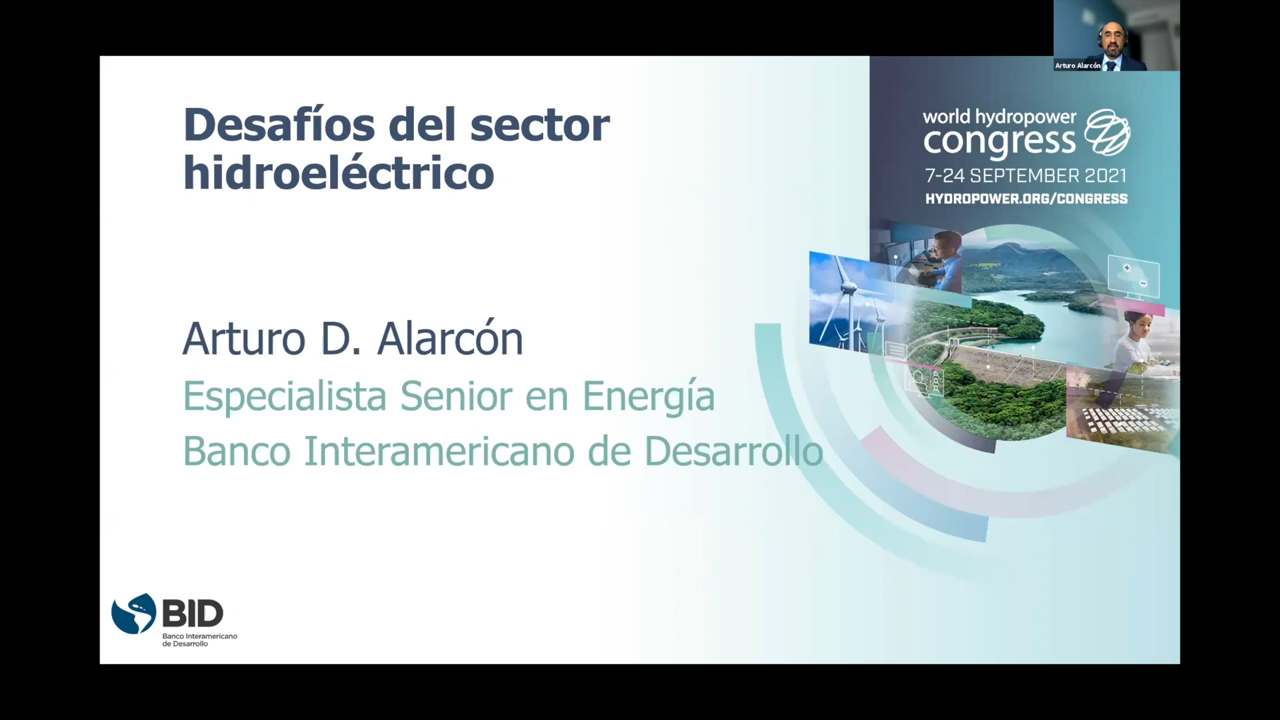 Arturo Alarcón
Desafíos del sector
hidroeléctrico
world hydropower
congress
7-24 SEPTEMBER 2021
HYDROPOWER.ORG/CONGRESS
Arturo D. Alarcón
Especialista Senior en Energía
Banco Interamericano de Desarrollo
BID
Banco Interamericano
de Desarrollo